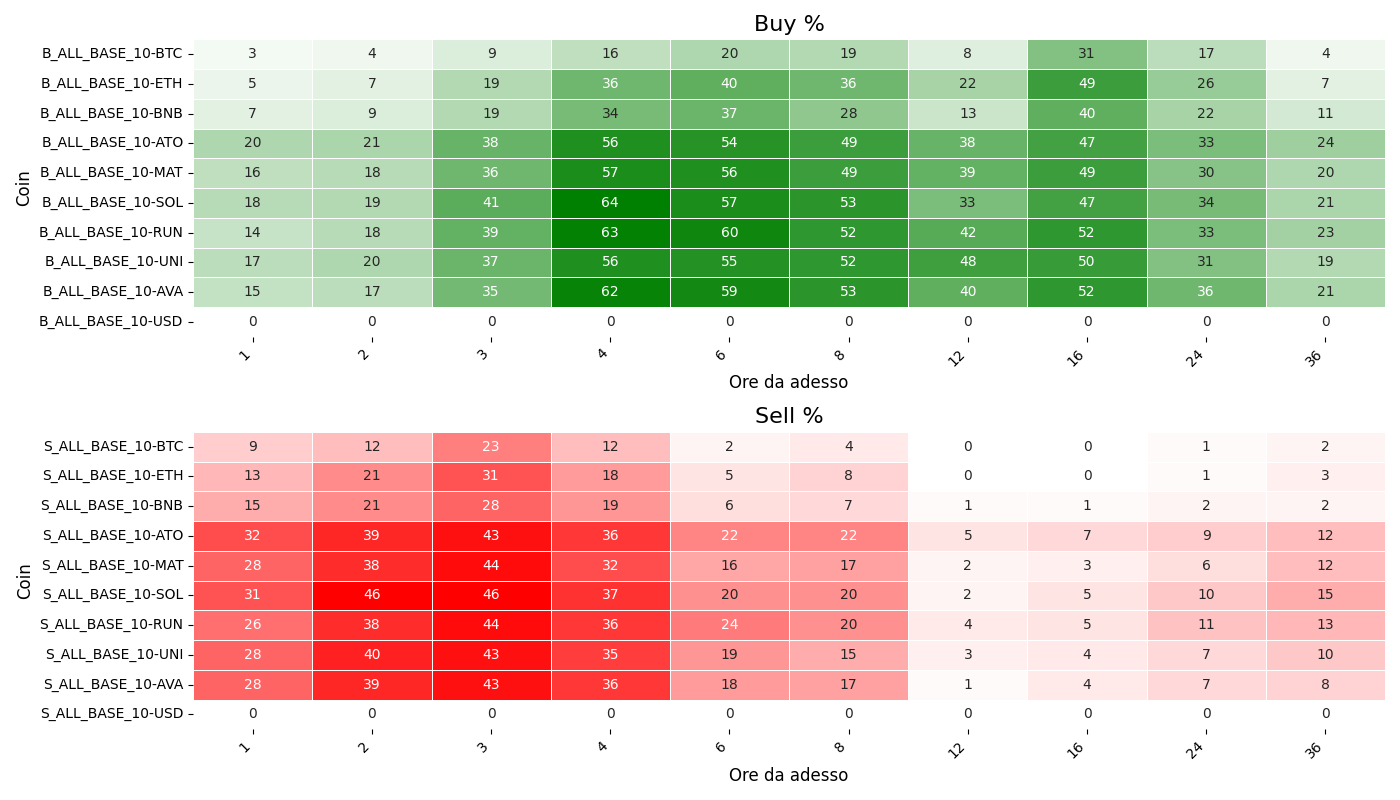 Buy %
Coin
B_ALL_BASE_10-BTC 3 4 9 16 20 19 8 31 17 4
B_ALL_BASE_10-ETH 5 7 19 36 40 36 22 49 26 7
B_ALL_BASE_10-BNB 7 9 19 34 37 28 13 40 22 11
B_ALL_BASE_10-ATO 20 21 38 56 54 49 38 47 33 24
B_ALL_BASE_10-MAT 16 18 36 57 56 49 39 49 30 20
B_ALL_BASE_10-SOL 18 19 41 64 57 53 33 47 34 21
B_ALL_BASE_10-RUN 14 18 39 63 60 52 42 52 33 23
B_ALL_BASE_10-UNI 17 20 37 56 55 52 48 50 31 19
B_ALL_BASE_10-AVA 15 17 35 62 59 53 40 52 36 21
B_ALL_BASE_10-USD 0 0 0 0 0 0 0 0 0 0
1 2 3 4 6 8 12 16 24 36
Ore da adesso
Sell %
Coin
S_ALL_BASE_10-BTC 9 12 23 12 2 4 0 0 1 2
S_ALL_BASE_10-ETH 13 21 31 18 5 8 0 0 1 3
S_ALL_BASE_10-BNB 15 21 28 19 6 7 1 1 2 2
S_ALL_BASE_10-ATO 32 39 43 36 22 22 5 7 9 12
S_ALL_BASE_10-MAT 28 38 44 32 16 17 2 3 6 12
S_ALL_BASE_10-SOL 31 46 46 37 20 20 2 5 10 15
S_ALL_BASE_10-RUN 26 38 44 36 24 20 4 5 11 13
S_ALL_BASE_10-UNI 28 40 43 35 19 15 3 4 7 10
S_ALL_BASE_10-AVA 28 39 43 36 18 17 1 4 7 8
S_ALL_BASE_10-USD 0 0 0 0 0 0 0 0 0 0
1 2 3 4 6 8 12 16 24 36
Ore da adesso